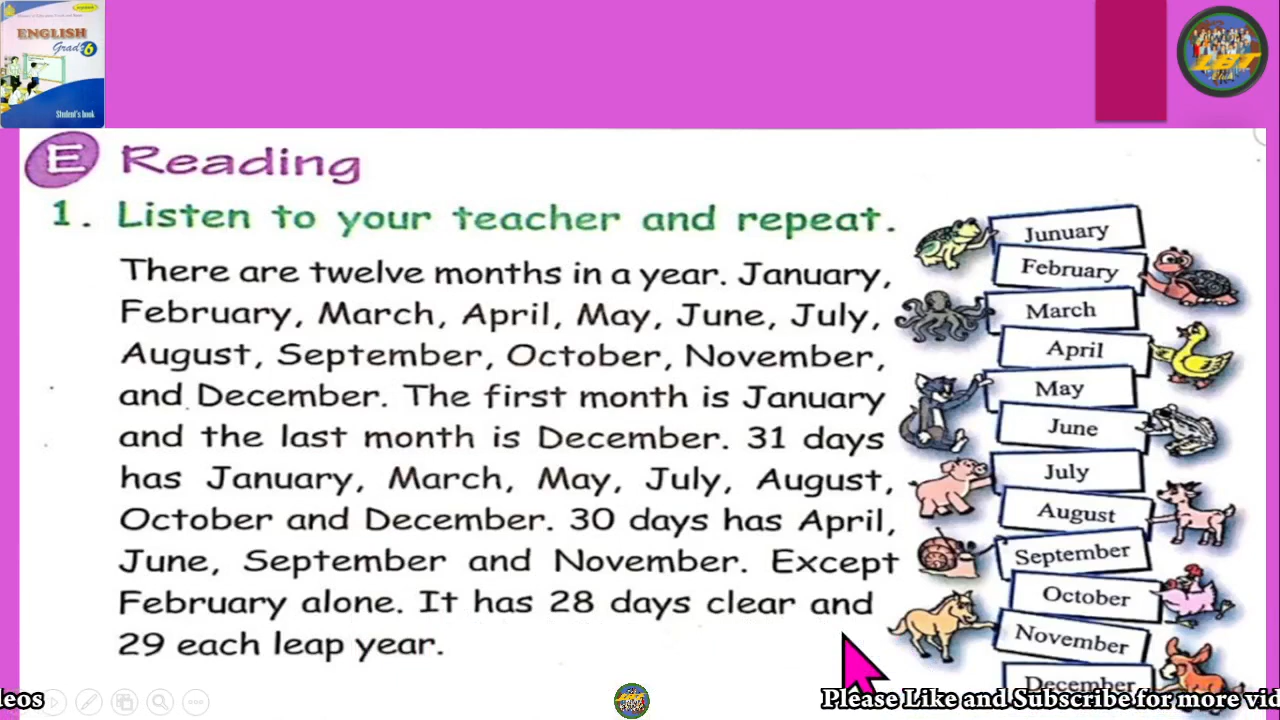 ENGLISH
Grade 6
Student's book
LBT
E Reading
1. Listen to your teacher and repeat.
There are twelve months in a year. January,
February, March, April, May, June, July,
August, September, October, November,
and December. The first month is January
and the last month is December. 31 days
has January, March, May, July, August,
October and December. 30 days has April,
June, September and November. Except
February alone. It has 28 days clear and
29 each leap year.
Junuary
February
March
April
May
June
July
August
September
October
November
December
eos
Please Like and Subscribe for more vid